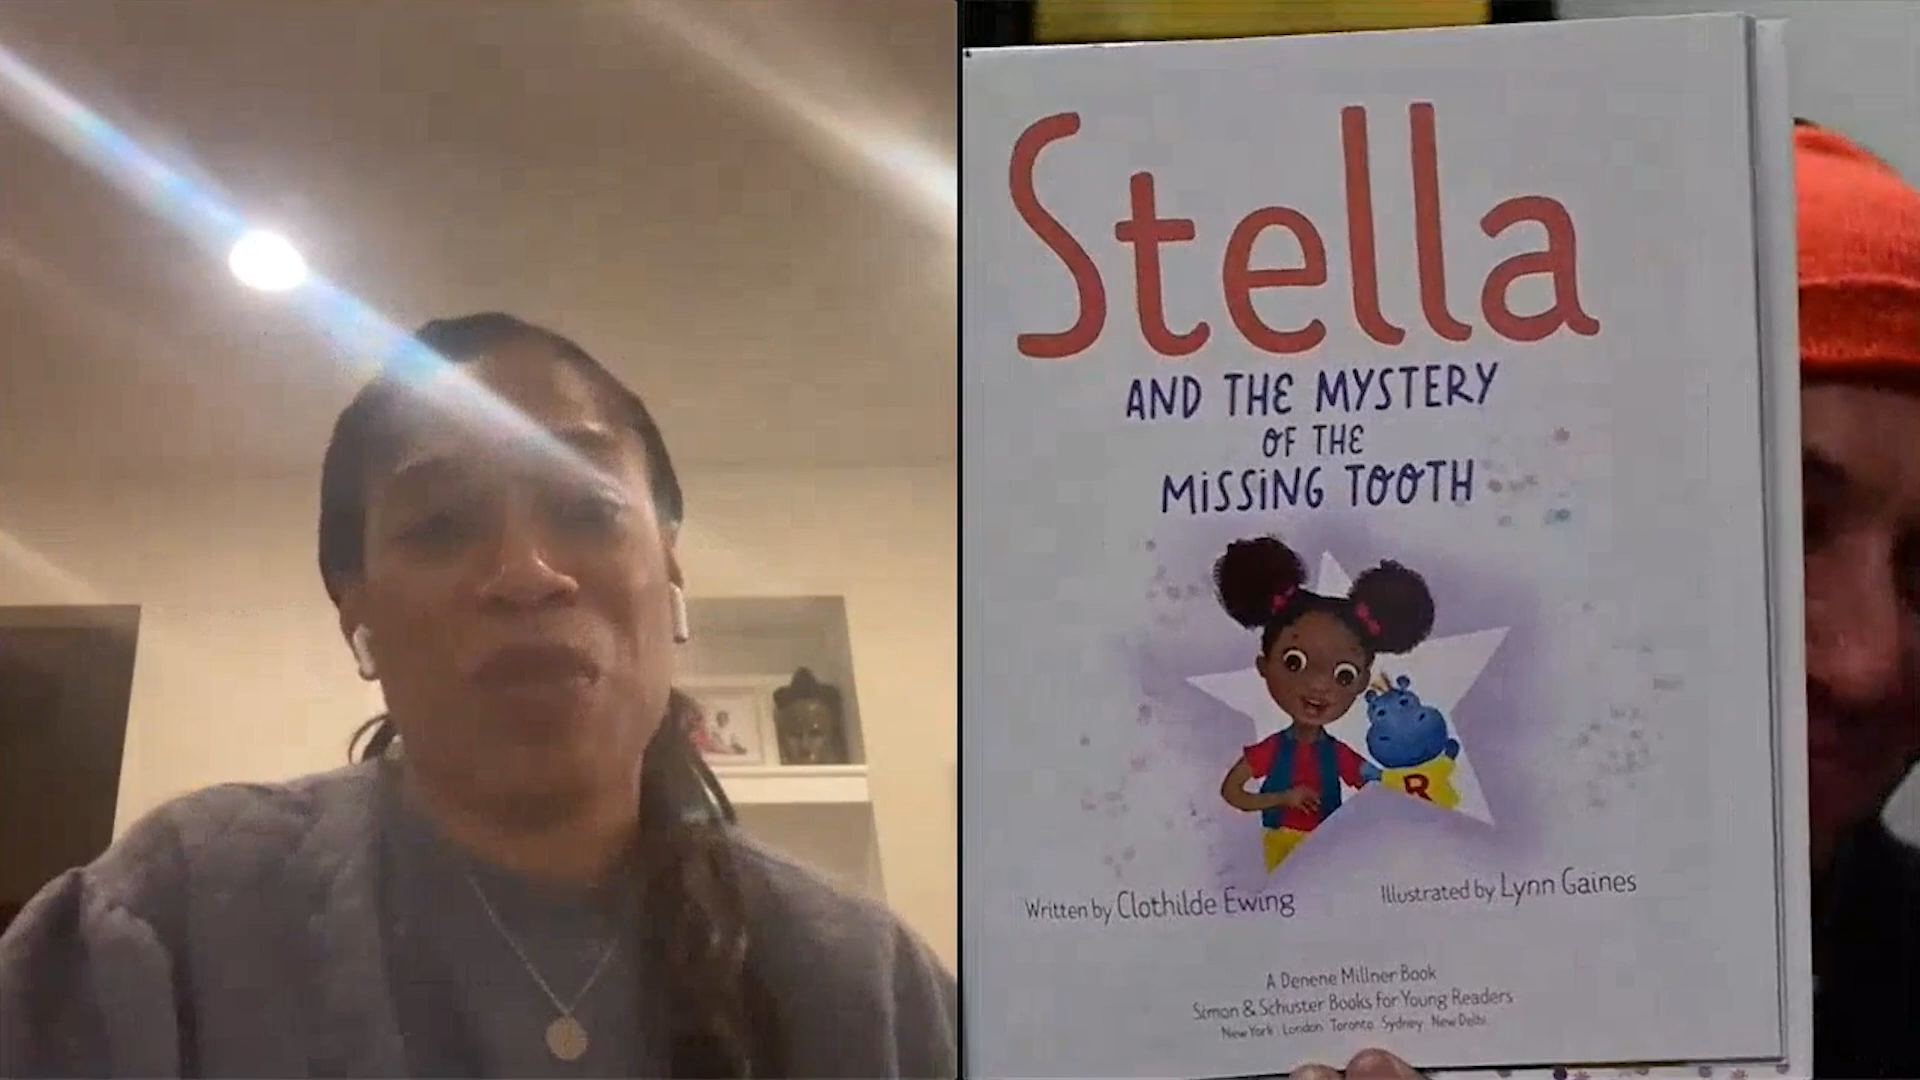 Stella
AND THE MYSTERY
OF THE
MISSING TOOTH
R
Written by Clothilde Ewing
Illustrated by Lynn Gaines
A Denene Millner Book
Simon & Schuster Books for Young Readers
New York London Toronto Sydney New Delhi